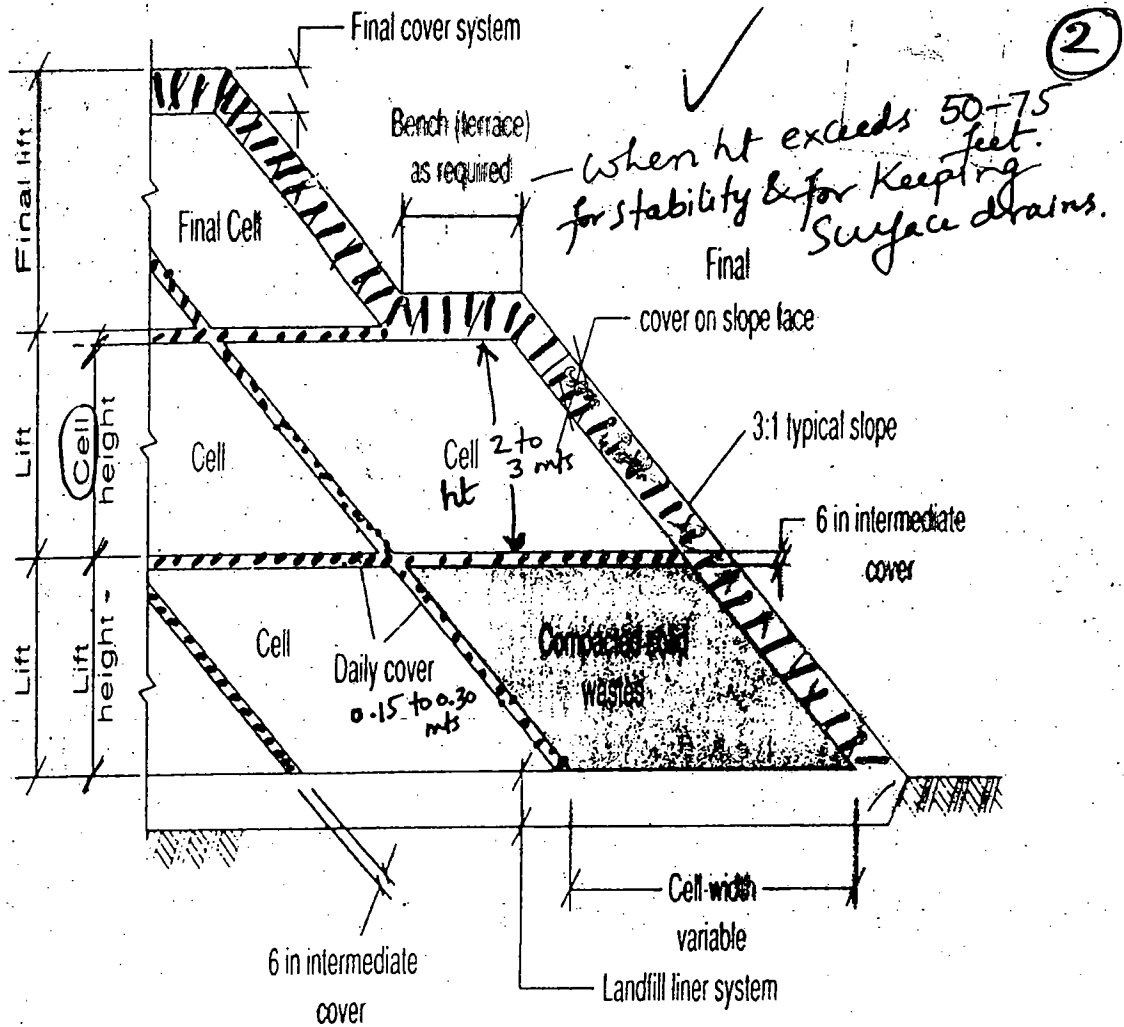 Final cover system
2
Bench (terrace)
as required
— when ht exceeds 50-75
feet.
for stability & for Keeping
Surface drains.
Final lift
Final Cell
Final
cover on slope face
Lift
Cell
height
Cell
Cell
ht
2 to
3 mts
3:1 typical slope
6 in intermediate
cover
Lift
Lift
height -
Cell
Daily cover
0.15 to 0.30
mts
Compacted solid
wastes
Cell width
variable
6 in intermediate
cover
Landfill liner system